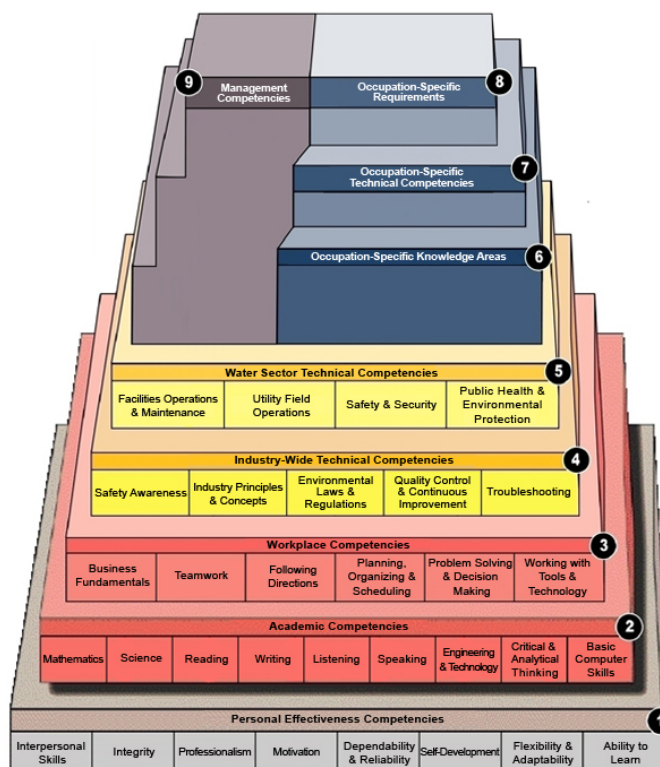 9
Management
Competencies
Occupation-Specific
Requirements
8
Occupation-Specific
Technical Competencies
7
Occupation-Specific Knowledge Areas
6
Water Sector Technical Competencies
5
Facilities Operations
& Maintenance
Utility Field
Operations
Safety & Security
Public Health &
Environmental
Protection
Industry-Wide Technical Competencies
4
Safety Awareness
Industry Principles
& Concepts
Environmental
Laws &
Regulations
Quality Control
& Continuous
Improvement
Troubleshooting
Workplace Competencies
3
Business
Fundamentals
Teamwork
Following
Directions
Planning,
Organizing &
Scheduling
Problem Solving
& Decision
Making
Working with
Tools &
Technology
Academic Competencies
2
Mathematics
Science
Reading
Writing
Listening
Speaking
Engineering
& Technology
Critical &
Analytical
Thinking
Basic
Computer
Skills
Personal Effectiveness Competencies
1
Interpersonal
Skills
Integrity
Professionalism
Motivation
Dependability
& Reliability
Self-Development
Flexibility &
Adaptability
Ability to
Learn